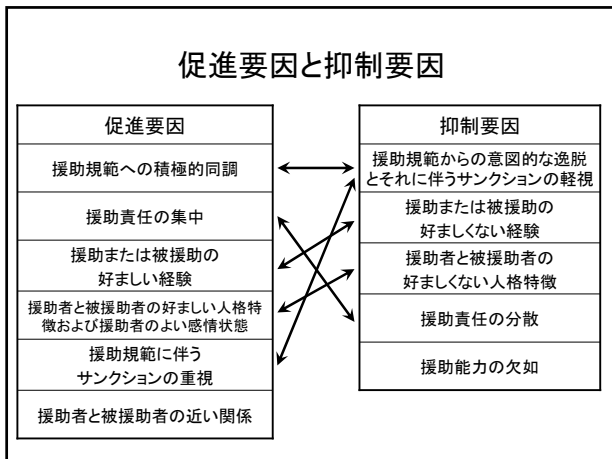 促進要因と抑制要因
促進要因
援助規範への積極的同調
援助責任の集中
援助または被援助の
好ましい経験
援助者と被援助者の好ましい人格特
徴および援助者のよい感情状態
援助規範に伴う
サンクションの重視
援助者と被援助者の近い関係
抑制要因
援助規範からの意図的な逸脱
とそれに伴うサンクションの軽視
援助または被援助の
好ましくない経験
援助者と被援助者の
好ましくない人格特徴
援助責任の分散
援助能力の欠如